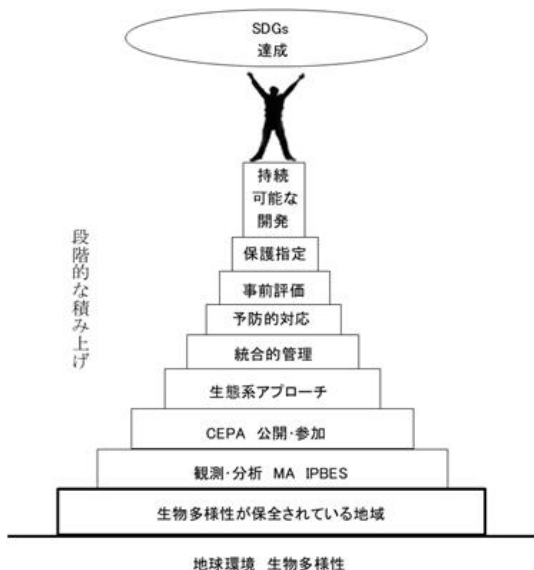 SDGs
達成
持続
可能な
開発
保護指定
事前評価
予防的対応
統合的管理
生態系アプローチ
CEPA 公開・参加
観測・分析 MA IPBES
生物多様性が保全されている地域
地球環境 生物多様性
段階的な積み上げ